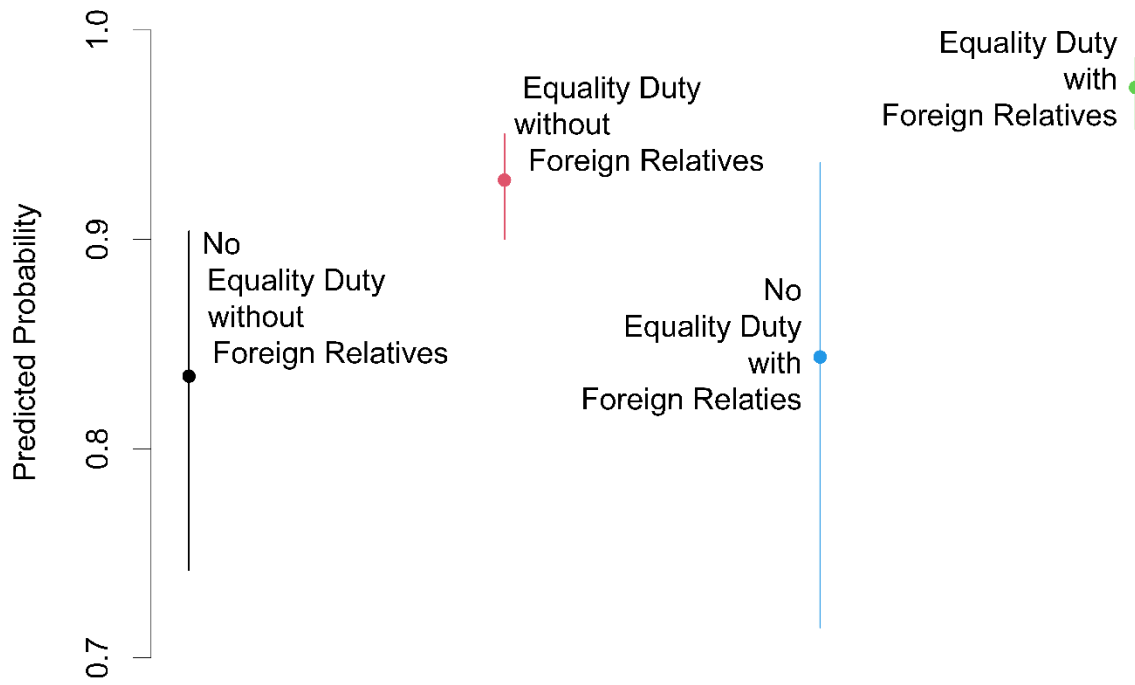 Predicted Probability
1.0
0.9
0.8
0.7
No
Equality Duty
without
Foreign Relatives
Equality Duty
without
Foreign Relatives
No
Equality Duty
with
Foreign Relaties
Equality Duty
with
Foreign Relatives